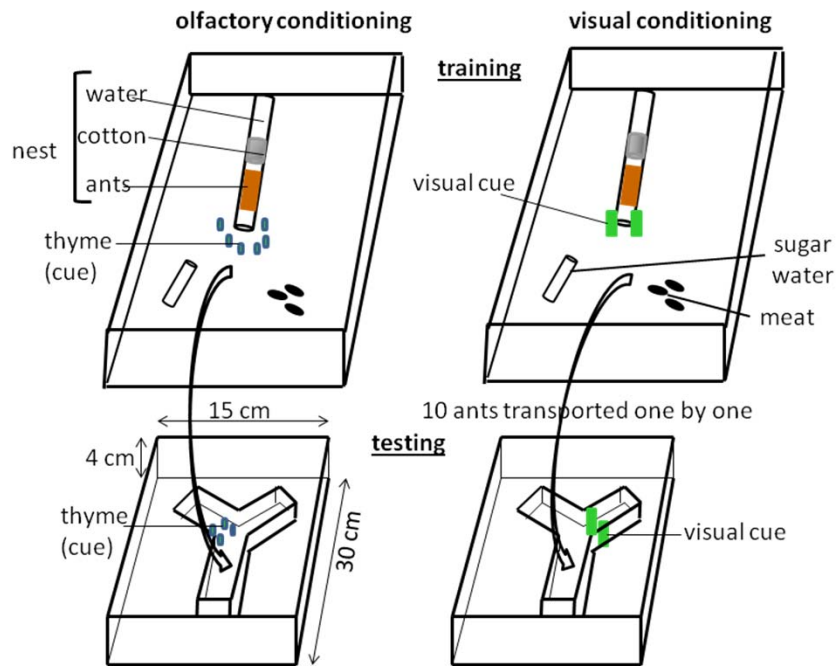 olfactory conditioning
visual conditioning
training
water
cotton
nest
ants
thyme
(cue)
visual cue
sugar
water
meat
15 cm
10 ants transported one by one
testing
4 cm
thyme
(cue)
30 cm
visual cue